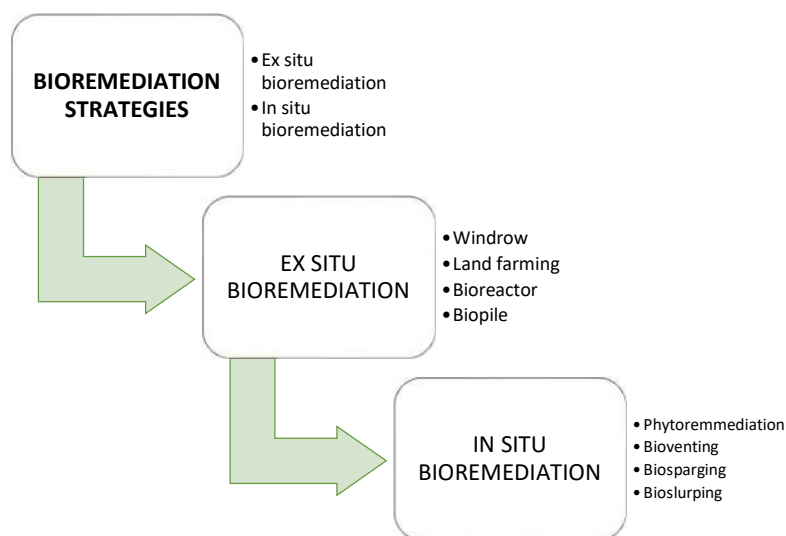 BIOREMEDIATION
STRATEGIES
• Ex situ
bioremediation
• In situ
bioremediation
EX SITU
BIOREMEDIATION
• Windrow
• Land farming
• Bioreactor
• Biopile
IN SITU
BIOREMEDIATION
• Phytoremmediation
• Bioventing
• Biosparging
• Bioslurping